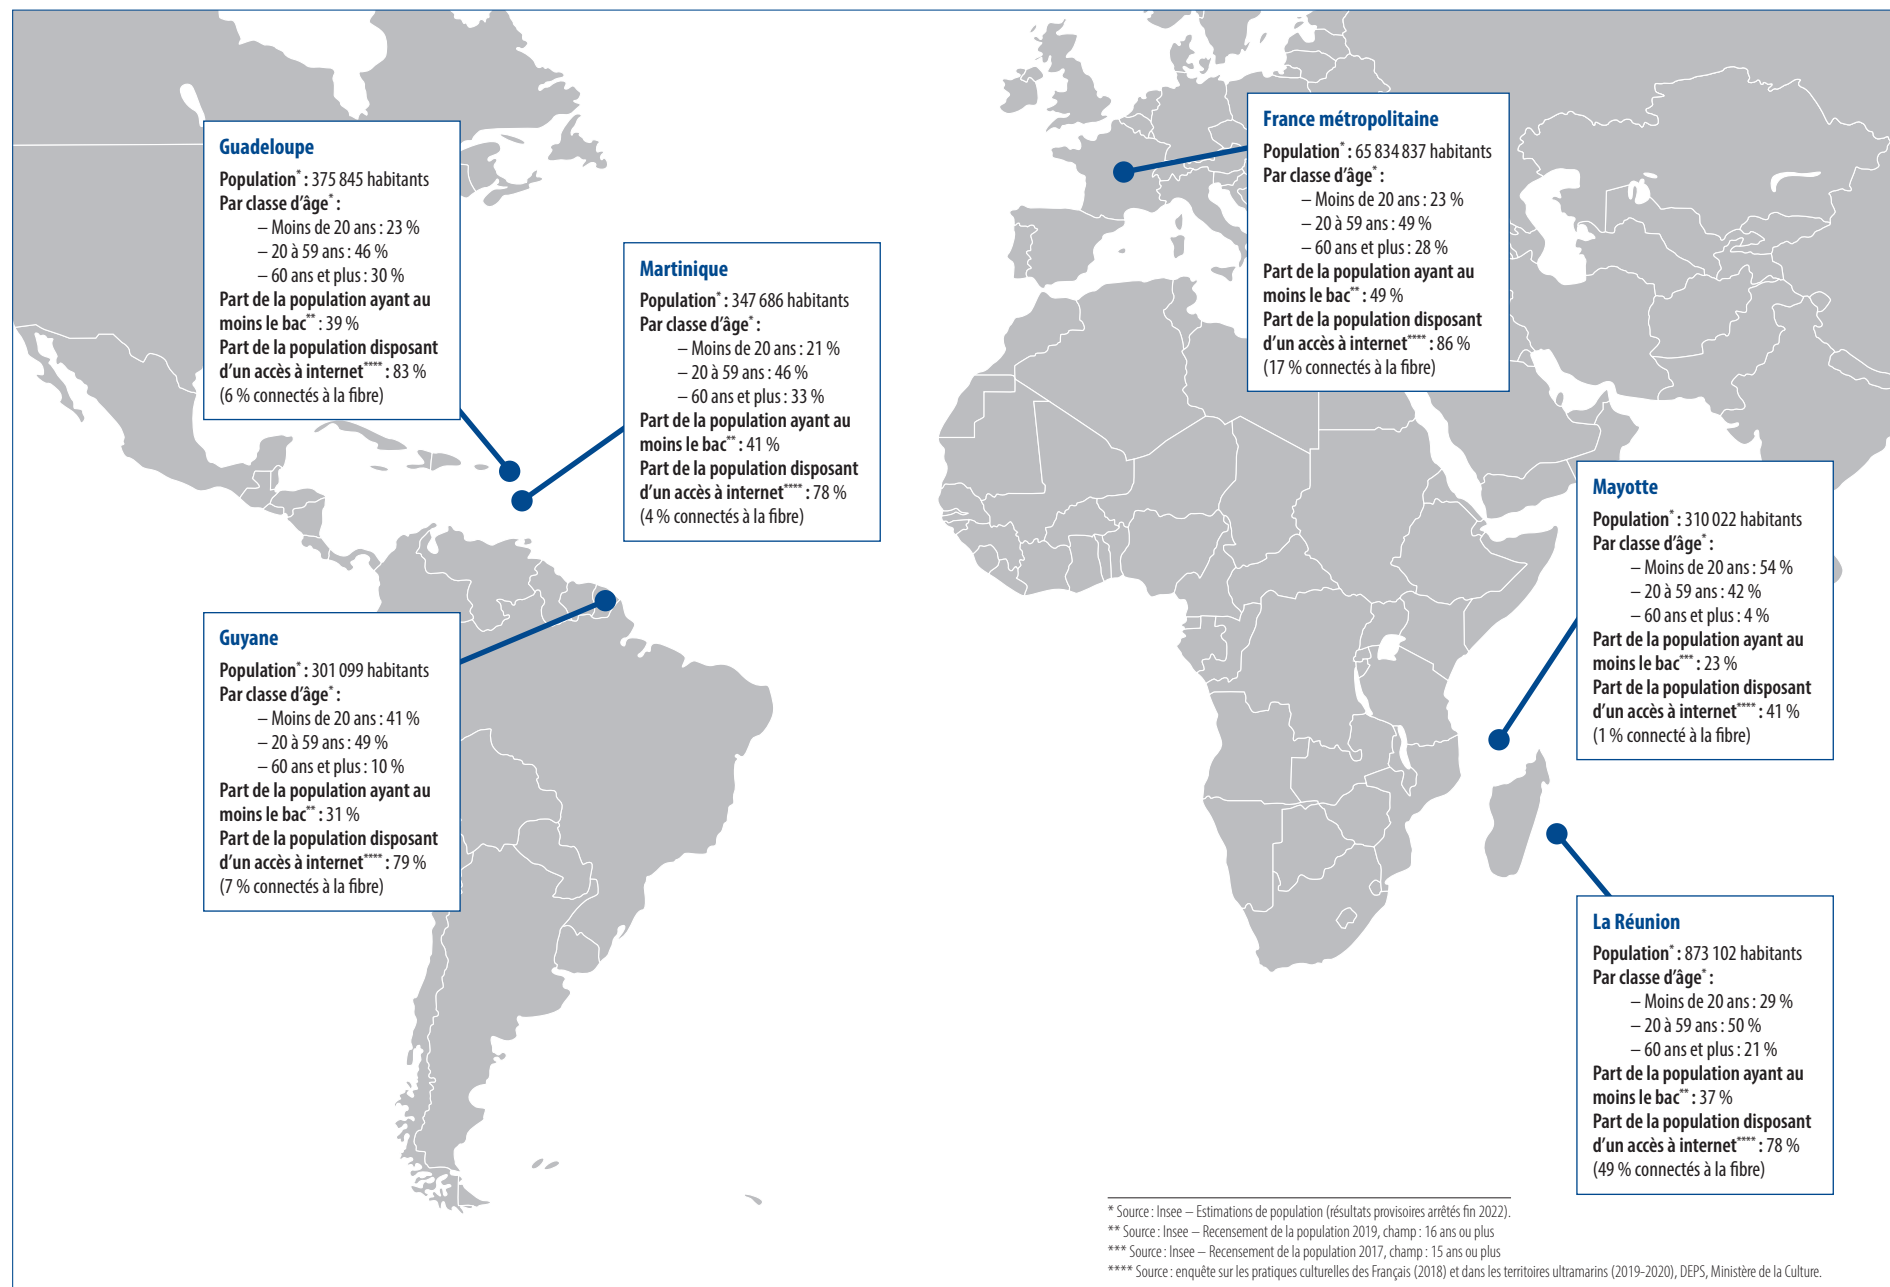 Guadeloupe
Population* : 375 845 habitants
Par classe d’âge* :
– Moins de 20 ans : 23 %
– 20 à 59 ans : 46 %
– 60 ans et plus : 30 %
Part de la population ayant au
moins le bac** : 39 %
Part de la population disposant
d’un accès à internet**** : 83 %
(6 % connectés à la fibre)
Martinique
Population* : 347 686 habitants
Par classe d’âge* :
– Moins de 20 ans : 21 %
– 20 à 59 ans : 46 %
– 60 ans et plus : 33 %
Part de la population ayant au
moins le bac** : 41 %
Part de la population disposant
d’un accès à internet**** : 78 %
(4 % connectés à la fibre)
Guyane
Population* : 301 099 habitants
Par classe d’âge* :
– Moins de 20 ans : 41 %
– 20 à 59 ans : 49 %
– 60 ans et plus : 10 %
Part de la population ayant au
moins le bac** : 31 %
Part de la population disposant
d’un accès à internet**** : 79 %
(7 % connectés à la fibre)
France métropolitaine
Population* : 65 834 837 habitants
Par classe d’âge* :
– Moins de 20 ans : 23 %
– 20 à 59 ans : 49 %
– 60 ans et plus : 28 %
Part de la population ayant au
moins le bac** : 49 %
Part de la population disposant
d’un accès à internet**** : 86 %
(17 % connectés à la fibre)
Mayotte
Population* : 310 022 habitants
Par classe d’âge* :
– Moins de 20 ans : 54 %
– 20 à 59 ans : 42 %
– 60 ans et plus : 4 %
Part de la population ayant au
moins le bac*** : 23 %
Part de la population disposant
d’un accès à internet**** : 41 %
(1 % connecté à la fibre)
La Réunion
Population* : 873 102 habitants
Par classe d’âge* :
– Moins de 20 ans : 29 %
– 20 à 59 ans : 50 %
– 60 ans et plus : 21 %
Part de la population ayant au
moins le bac** : 37 %
Part de la population disposant
d’un accès à internet**** : 78 %
(49 % connectés à la fibre)
* Source : Insee – Estimations de population (résultats provisoires arrêtés fin 2022).
** Source : Insee – Recensement de la population 2019, champ : 16 ans ou plus
*** Source : Insee – Recensement de la population 2017, champ : 15 ans ou plus
**** Source : enquête sur les pratiques culturelles des Français (2018) et dans les territoires ultramarins (2019-2020), DEPS, Ministère de la Culture.